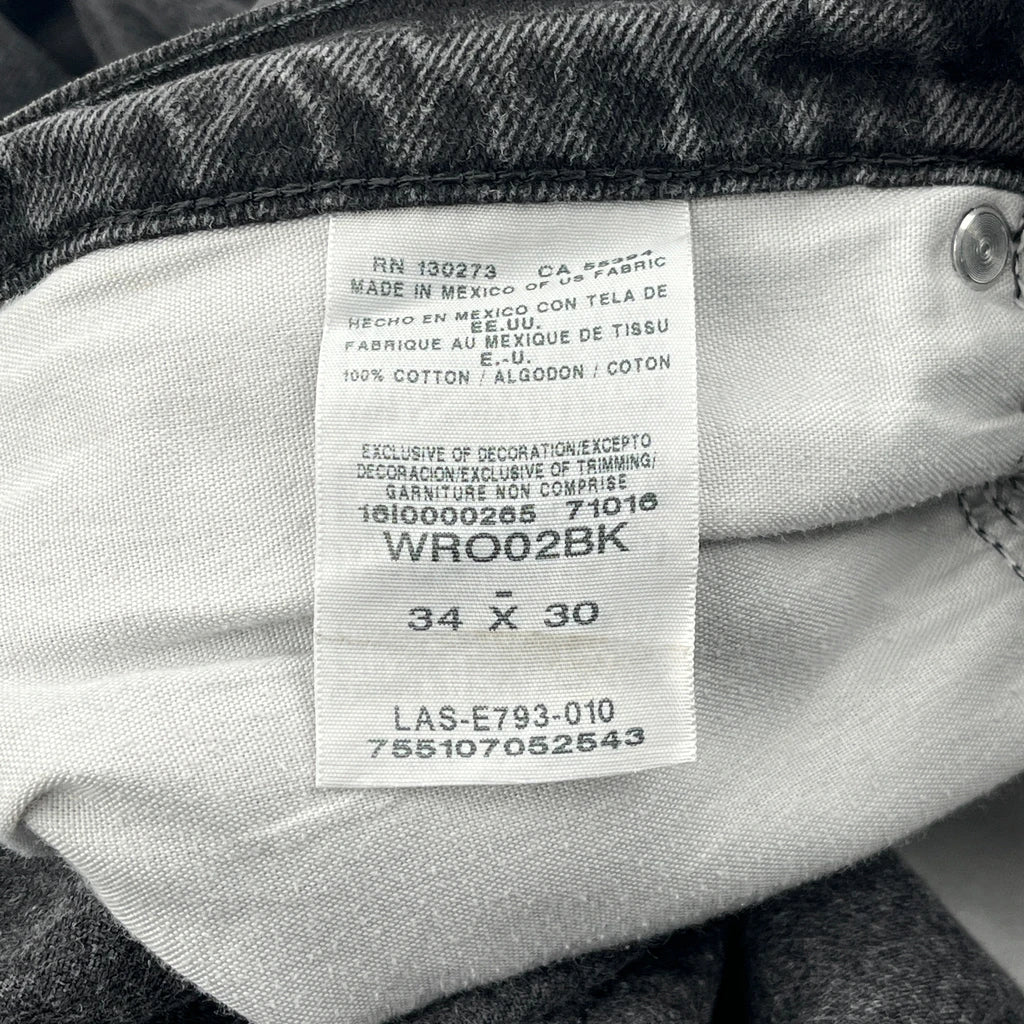 RN 130273 CA 55394
MADE IN MEXICO OF US FABRIC
HECHO EN MEXICO CON TELA DE
EE.UU.
FABRIQUE AU MEXIQUE DE TISSU
E.-U.
100% COTTON / ALGODON / COTON
EXCLUSIVE OF DECORATION/EXCEPTO
DECORACION/EXCLUSIVE OF TRIMMING/
GARNITURE NON COMPRISE
16I0000265 71016
WRO02BK
-
34 X 30
LAS-E793-010
755107052543